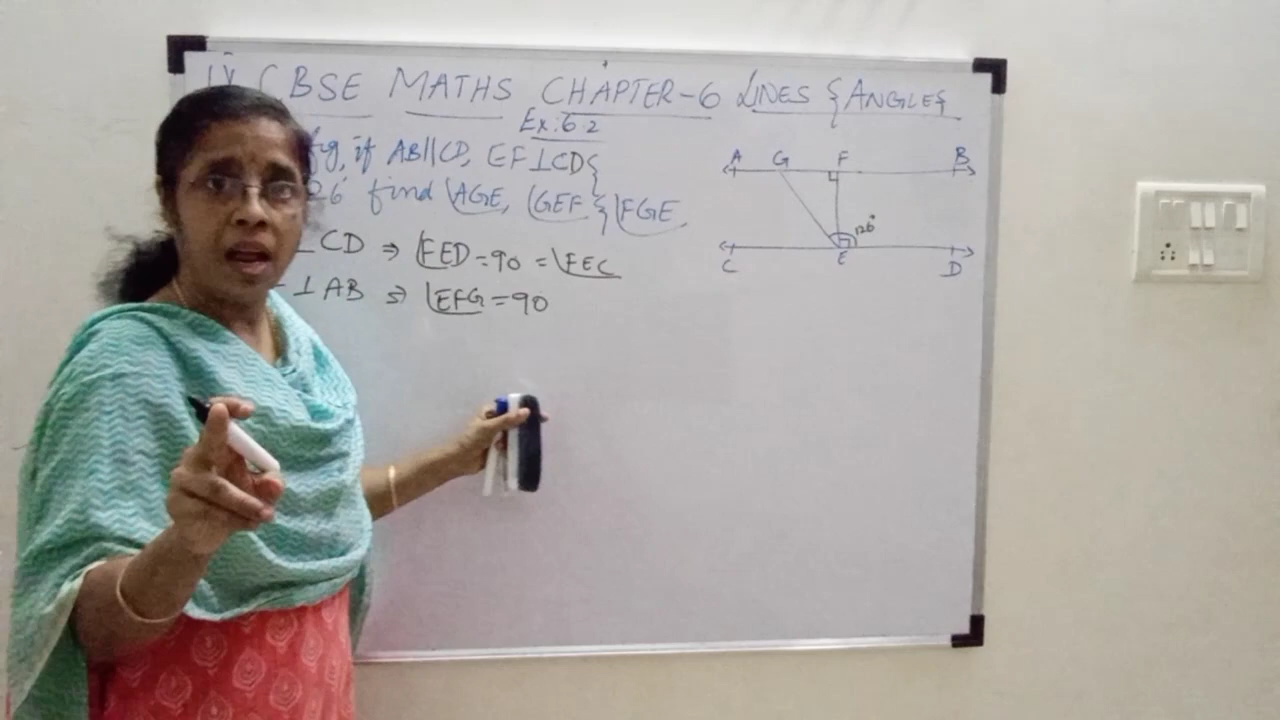 IX CBSE MATHS CHAPTER-6 LINES & ANGLES
Ex:6.2
fig, if AB||CD, EF⊥CD &
26° find ∠AGE, ∠GEF & ∠FGE.
⊥ CD ⇒ ∠FED = 90 = ∠FEC
⊥ AB ⇒ ∠EFG = 90
A G F B
126°
C E D